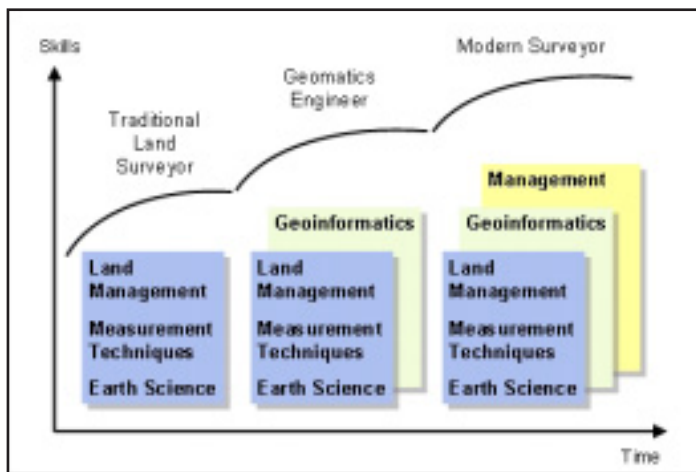 Skills
Modern Surveyor
Geomatics
Engineer
Traditional
Land
Surveyor
Management
Geoinformatics
Geoinformatics
Land
Management
Measurement
Techniques
Earth Science
Land
Management
Measurement
Techniques
Earth Science
Land
Management
Measurement
Techniques
Earth Science
Time